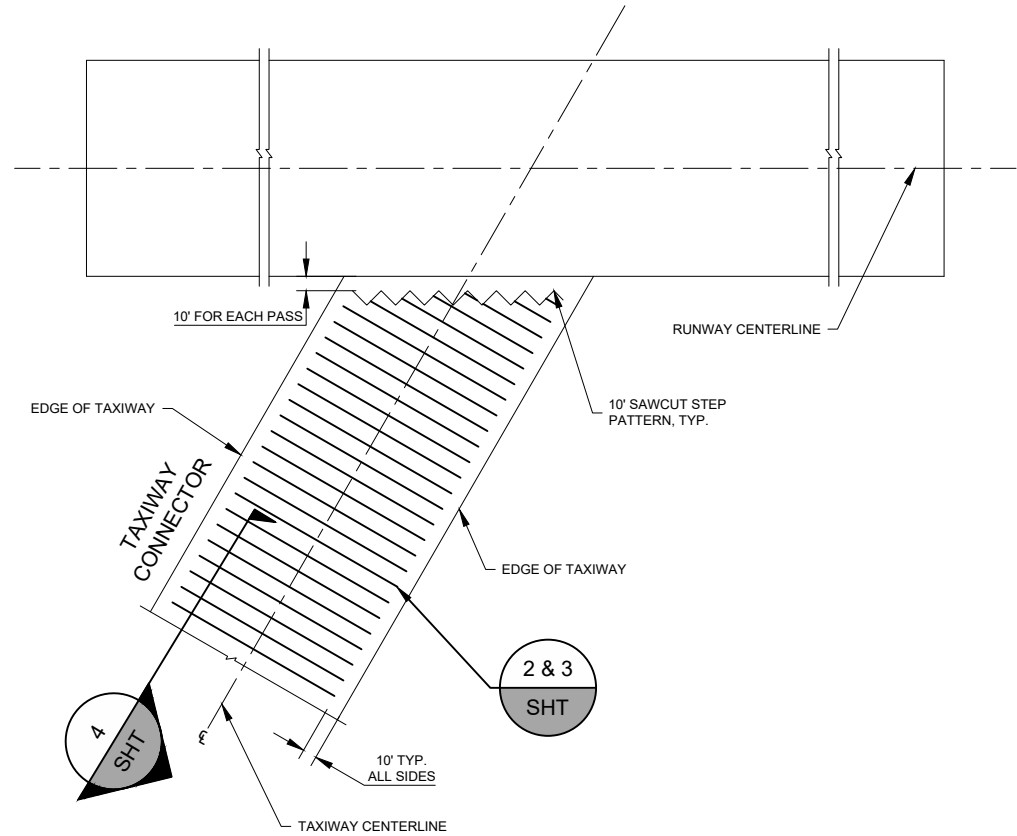 10' FOR EACH PASS
RUNWAY CENTERLINE
10' SAWCUT STEP
PATTERN, TYP.
EDGE OF TAXIWAY
TAXIWAY
CONNECTOR
EDGE OF TAXIWAY
2 & 3
SHT
4
SHT
℄
10' TYP.
ALL SIDES
TAXIWAY CENTERLINE